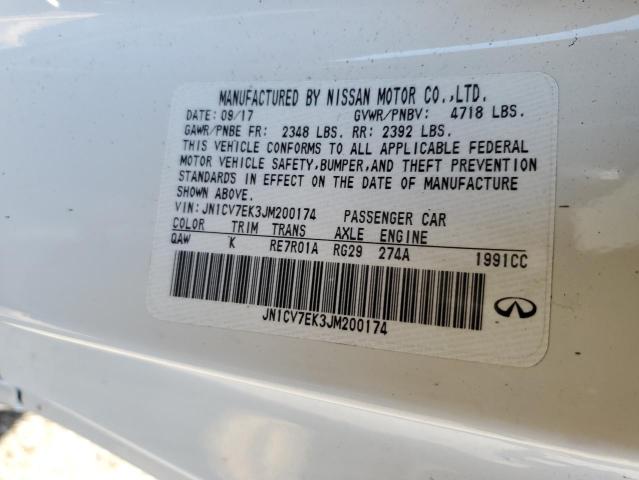 MANUFACTURED BY NISSAN MOTOR CO.,LTD.
DATE: 09/17 GVWR/PNBV: 4718 LBS.
GAWR/PNBE FR: 2348 LBS. RR: 2392 LBS.
THIS VEHICLE CONFORMS TO ALL APPLICABLE FEDERAL
MOTOR VEHICLE SAFETY,BUMPER,AND THEFT PREVENTION
STANDARDS IN EFFECT ON THE DATE OF MANUFACTURE
SHOWN ABOVE.
VIN: JN1CV7EK3JM200174 PASSENGER CAR
COLOR TRIM TRANS AXLE ENGINE
QAW K RE7R01A RG29 274A 1991CC
JN1CV7EK3JM200174